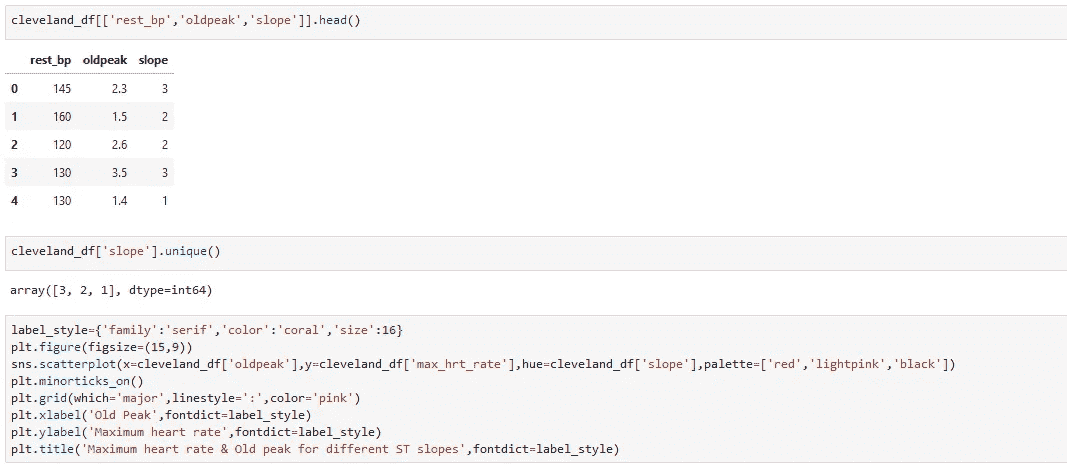 cleveland_df[['rest_bp','oldpeak','slope']].head()
rest_bp oldpeak slope
0 145 2.3 3
1 160 1.5 2
2 120 2.6 2
3 130 3.5 3
4 130 1.4 1
cleveland_df['slope'].unique()
array([3, 2, 1], dtype=int64)
label_style={'family':'serif','color':'coral','size':16}
plt.figure(figsize=(15,9))
sns.scatterplot(x=cleveland_df['oldpeak'],y=cleveland_df['max_hrt_rate'],hue=cleveland_df['slope'],palette=['red','lightpink','black'])
plt.minorticks_on()
plt.grid(which='major',linestyle=':',color='pink')
plt.xlabel('Old Peak',fontdict=label_style)
plt.ylabel('Maximum heart rate',fontdict=label_style)
plt.title('Maximum heart rate & Old peak for different ST slopes',fontdict=label_style)